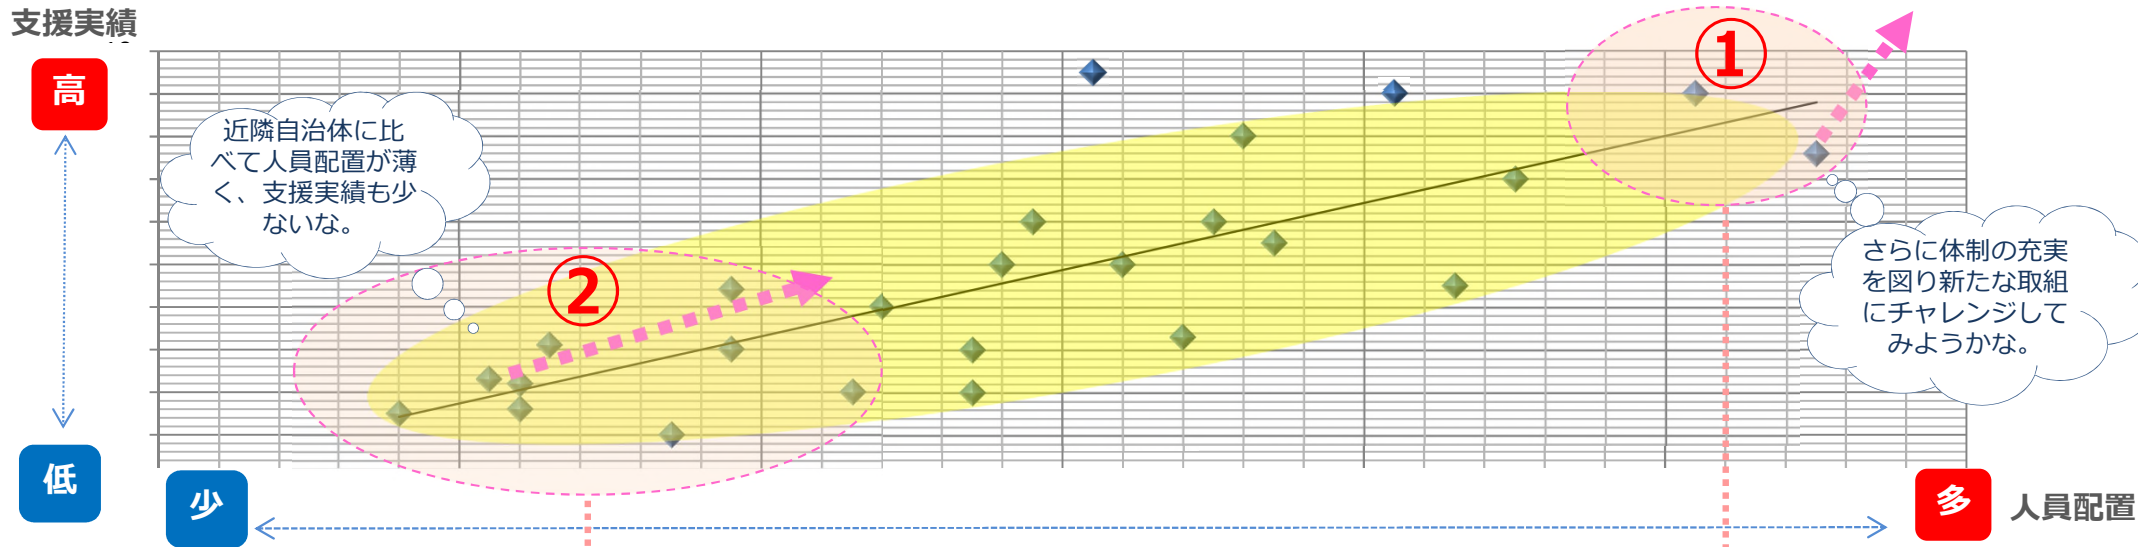 支援実績
高
近隣自治体に比
べて人員配置が薄
く、支援実績も少
ないな。
①
②
さらに体制の充実
を図り新たな取組
にチャレンジして
みようかな。
低
少
多
人員配置